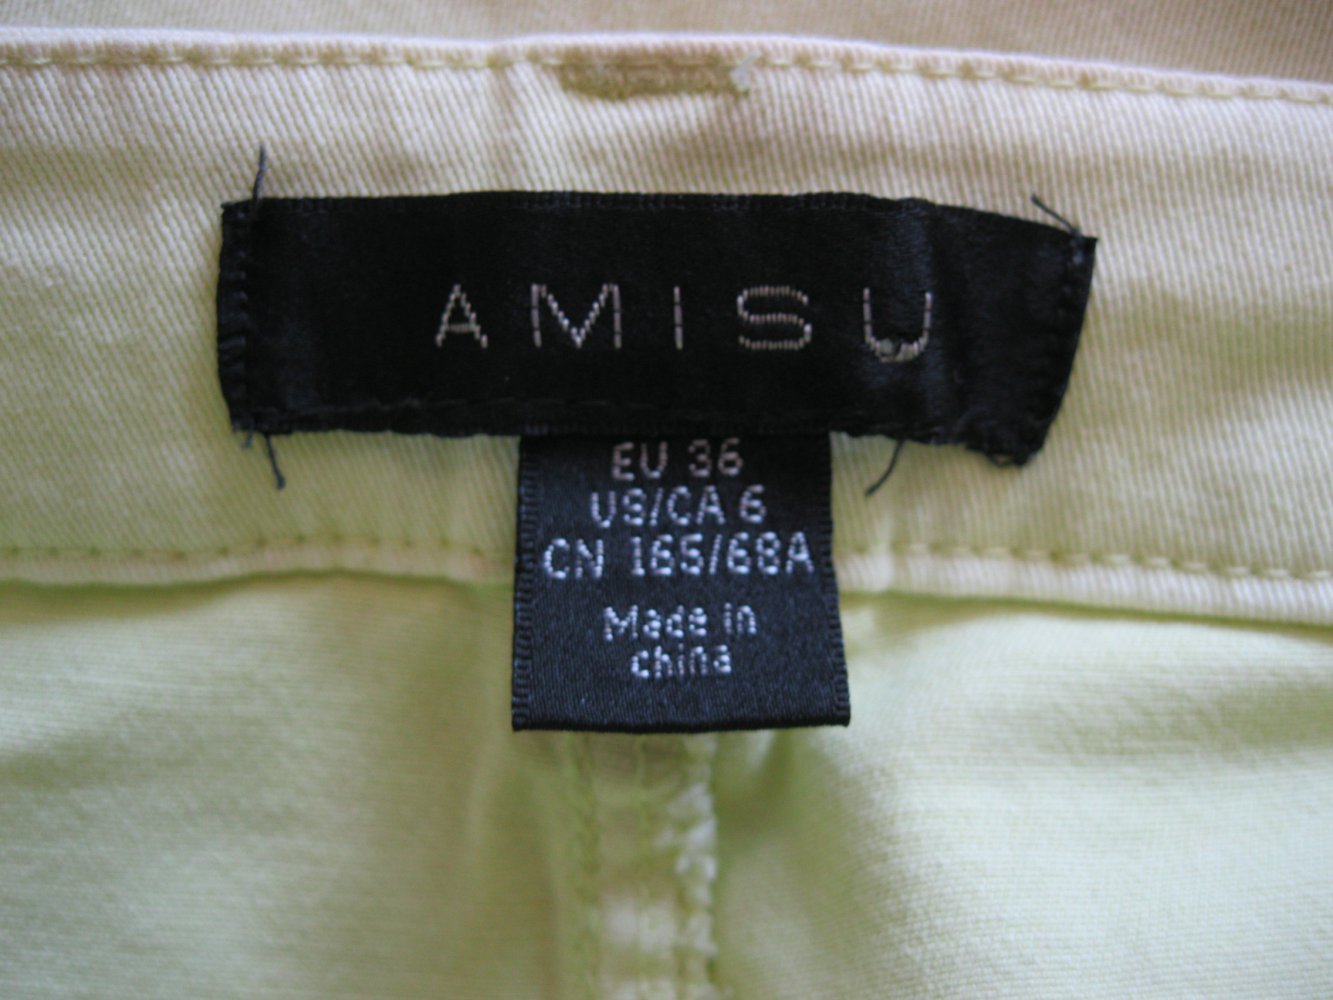 AMISU
EU 36
US/CA 6
CN 165/68A
Made in
china